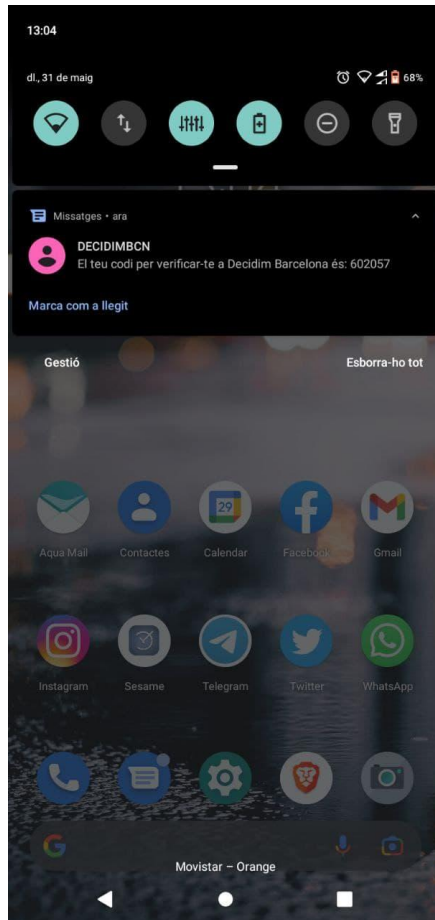 13:04
dl., 31 de maig
68%
Missatges • ara
DECIDIMBCN
El teu codi per verificar-te a Decidim Barcelona és: 602057
Marca com a llegit
Gestió
Esborra-ho tot
29
Aqua Mail
Contactes
Calendar
Facebook
Gmail
Instagram
Sesame
Telegram
Twitter
WhatsApp
Movistar – Orange